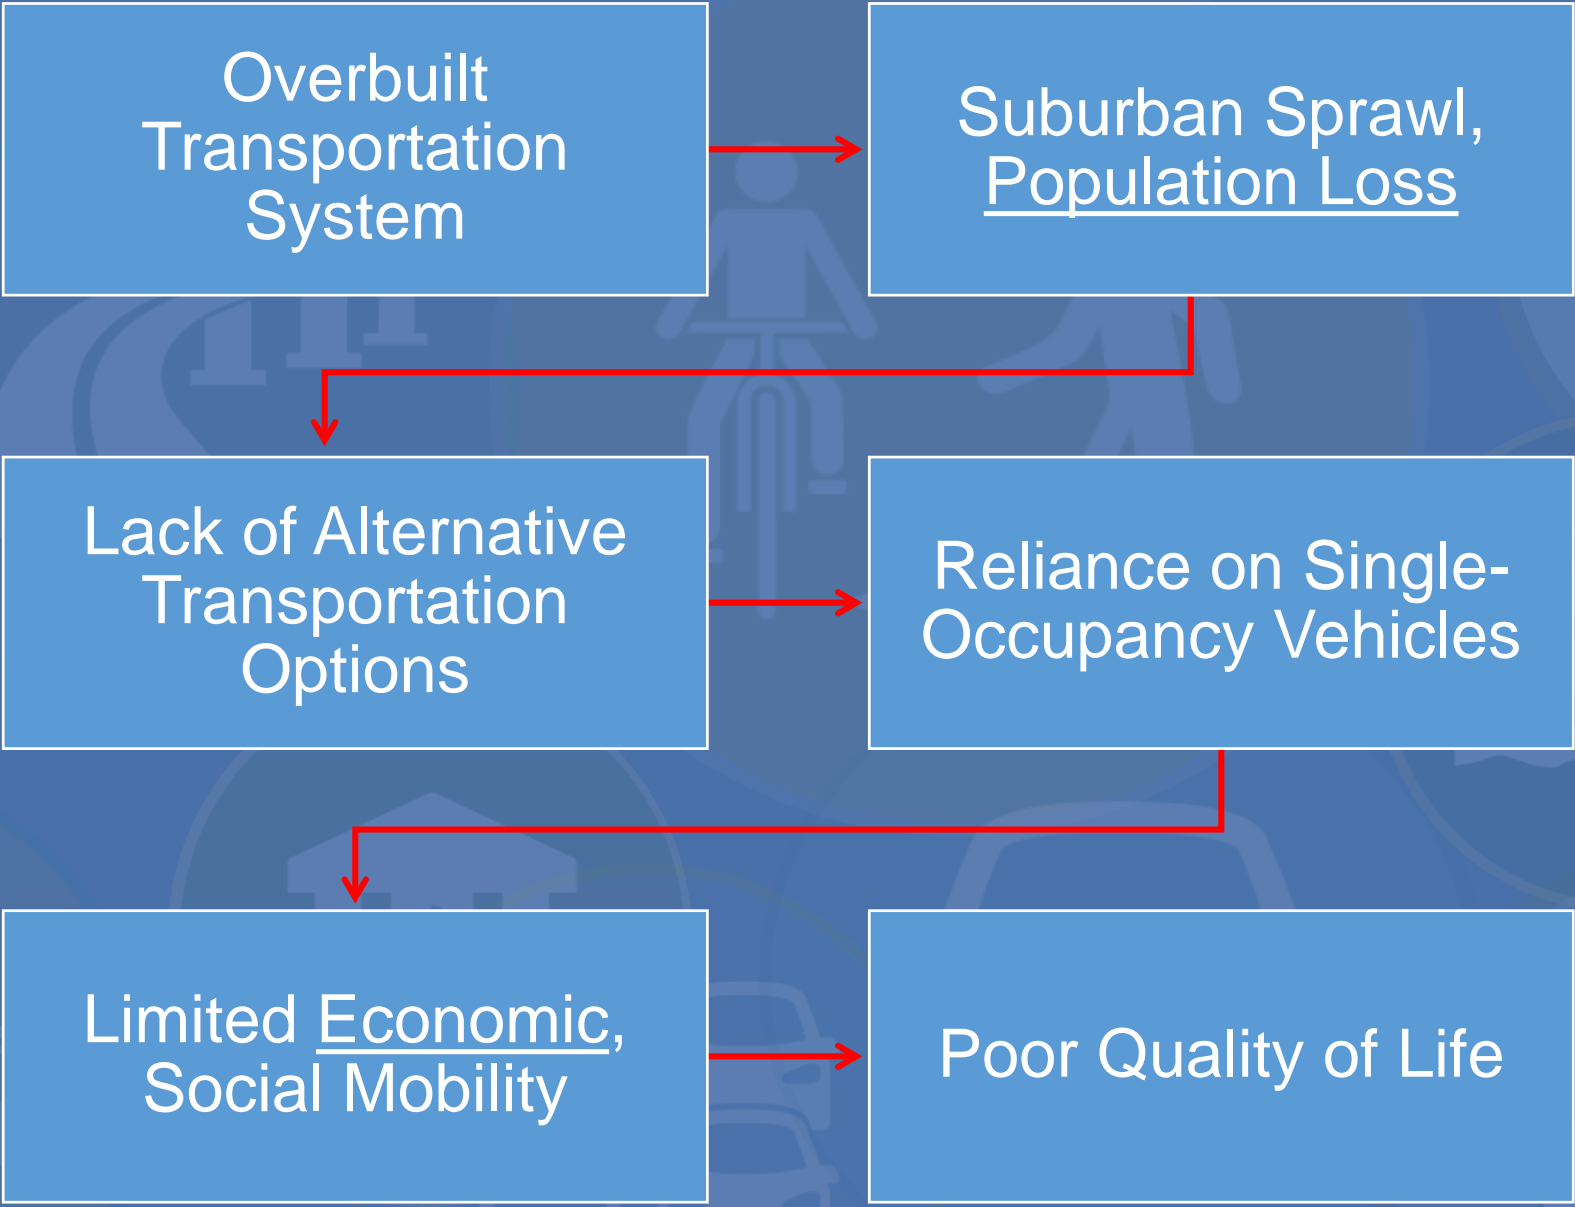 Overbuilt
Transportation
System
Suburban Sprawl,
Population Loss
Lack of Alternative
Transportation
Options
Reliance on Single-
Occupancy Vehicles
Limited Economic,
Social Mobility
Poor Quality of Life